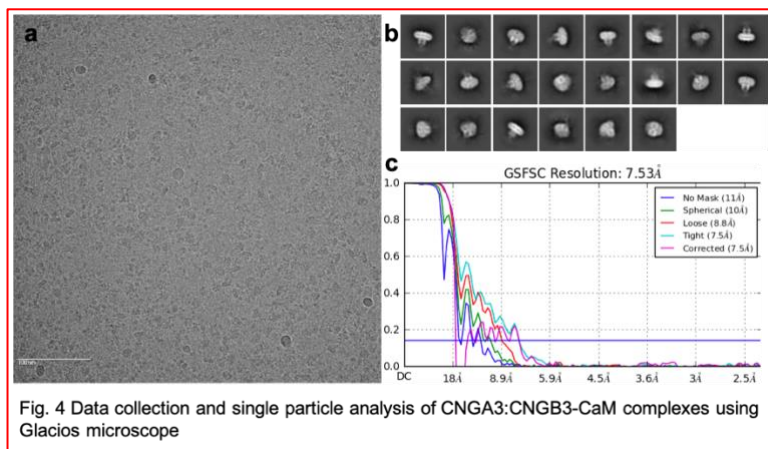 a
b
c
GSFSC Resolution: 7.53Å
1.0
0.8
0.6
0.4
0.2
0.0
No Mask (11Å)
Spherical (10Å)
Loose (8.8Å)
Tight (7.5Å)
Corrected (7.5Å)
DC 18Å 8.9Å 5.9Å 4.5Å 3.6Å 3Å 2.5Å
Fig. 4 Data collection and single particle analysis of CNGA3:CNGB3-CaM complexes using
Glacios microscope